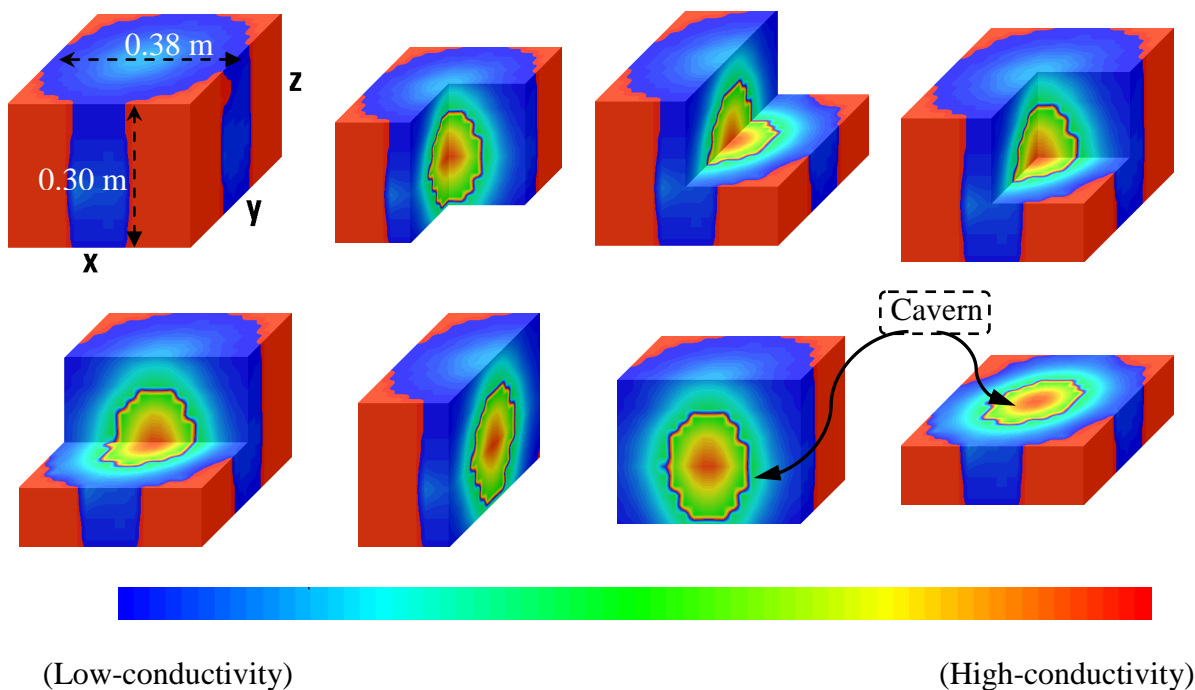 0.38 m
z
0.30 m
y
x
Cavern
(Low-conductivity)
(High-conductivity)